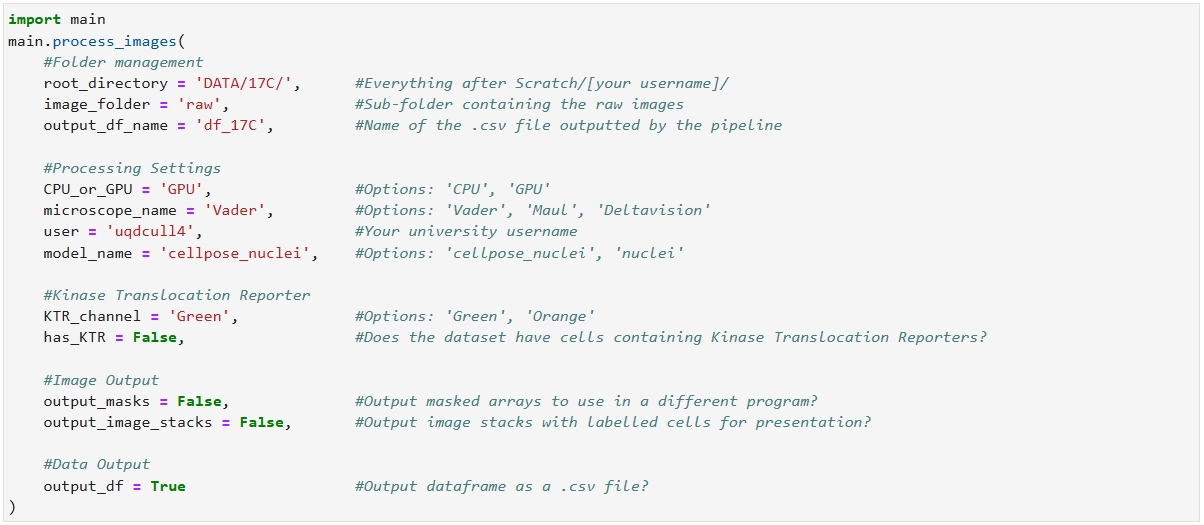 import main
main.process_images(
    #Folder management
    root_directory = 'DATA/17C/',      #Everything after Scratch/[your username]/
    image_folder = 'raw',              #Sub-folder containing the raw images
    output_df_name = 'df_17C',         #Name of the .csv file outputted by the pipeline

    #Processing Settings
    CPU_or_GPU = 'GPU',                #Options: 'CPU', 'GPU'
    microscope_name = 'Vader',         #Options: 'Vader', 'Maul', 'Deltavision'
    user = 'uqdcull4',                 #Your university username
    model_name = 'cellpose_nuclei',    #Options: 'cellpose_nuclei', 'nuclei'

    #Kinase Translocation Reporter
    KTR_channel = 'Green',             #Options: 'Green', 'Orange'
    has_KTR = False,                   #Does the dataset have cells containing Kinase Translocation Reporters?

    #Image Output
    output_masks = False,              #Output masked arrays to use in a different program?
    output_image_stacks = False,       #Output image stacks with labelled cells for presentation?

    #Data Output
    output_df = True                   #Output dataframe as a .csv file?
)